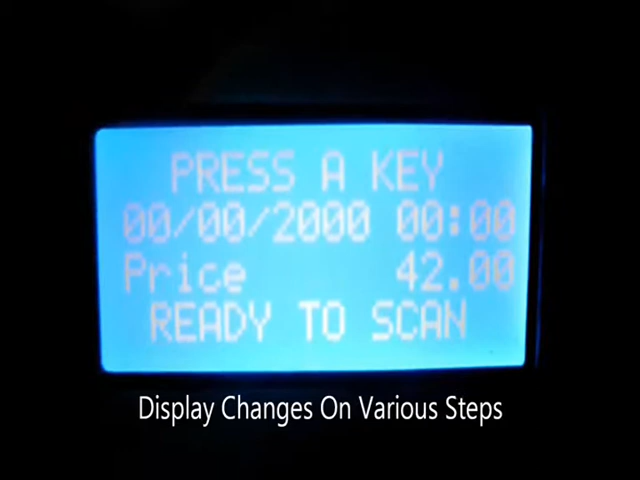 PRESS A KEY
00/00/2000 00:00
Price 42.00
READY TO SCAN
Display Changes On Various Steps